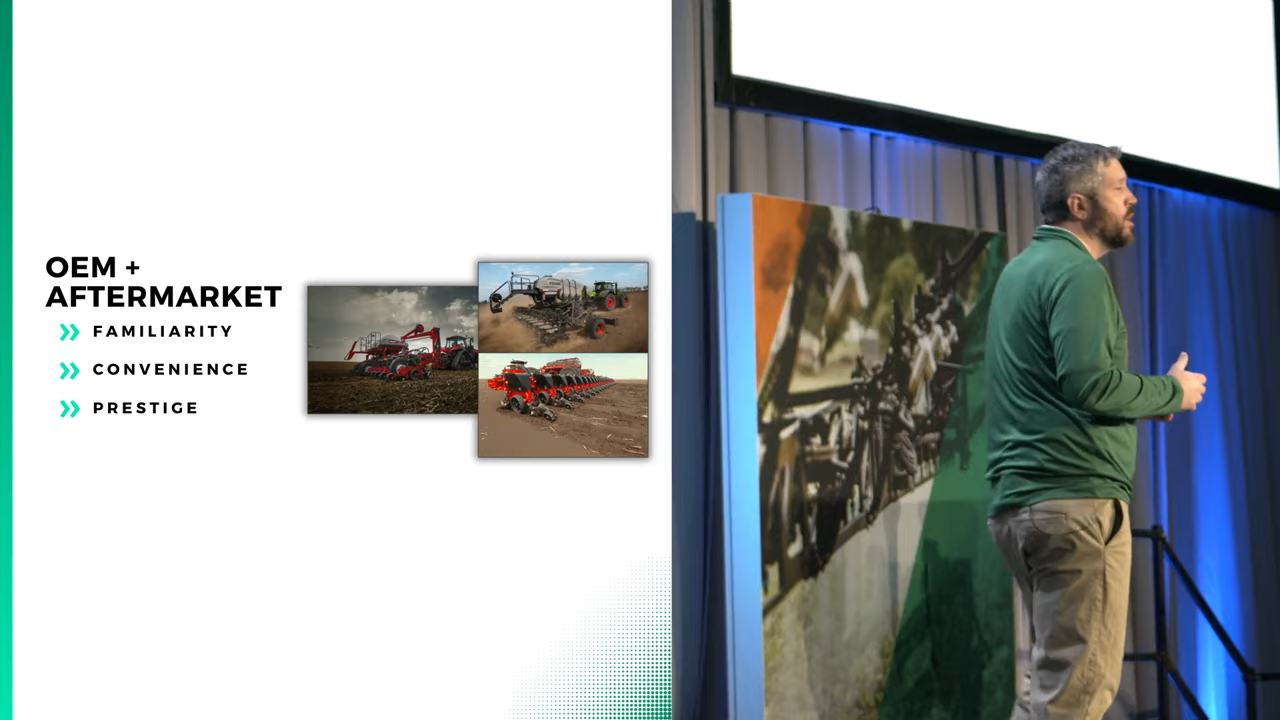 OEM +
AFTERMARKET
FAMILIARITY
CONVENIENCE
PRESTIGE